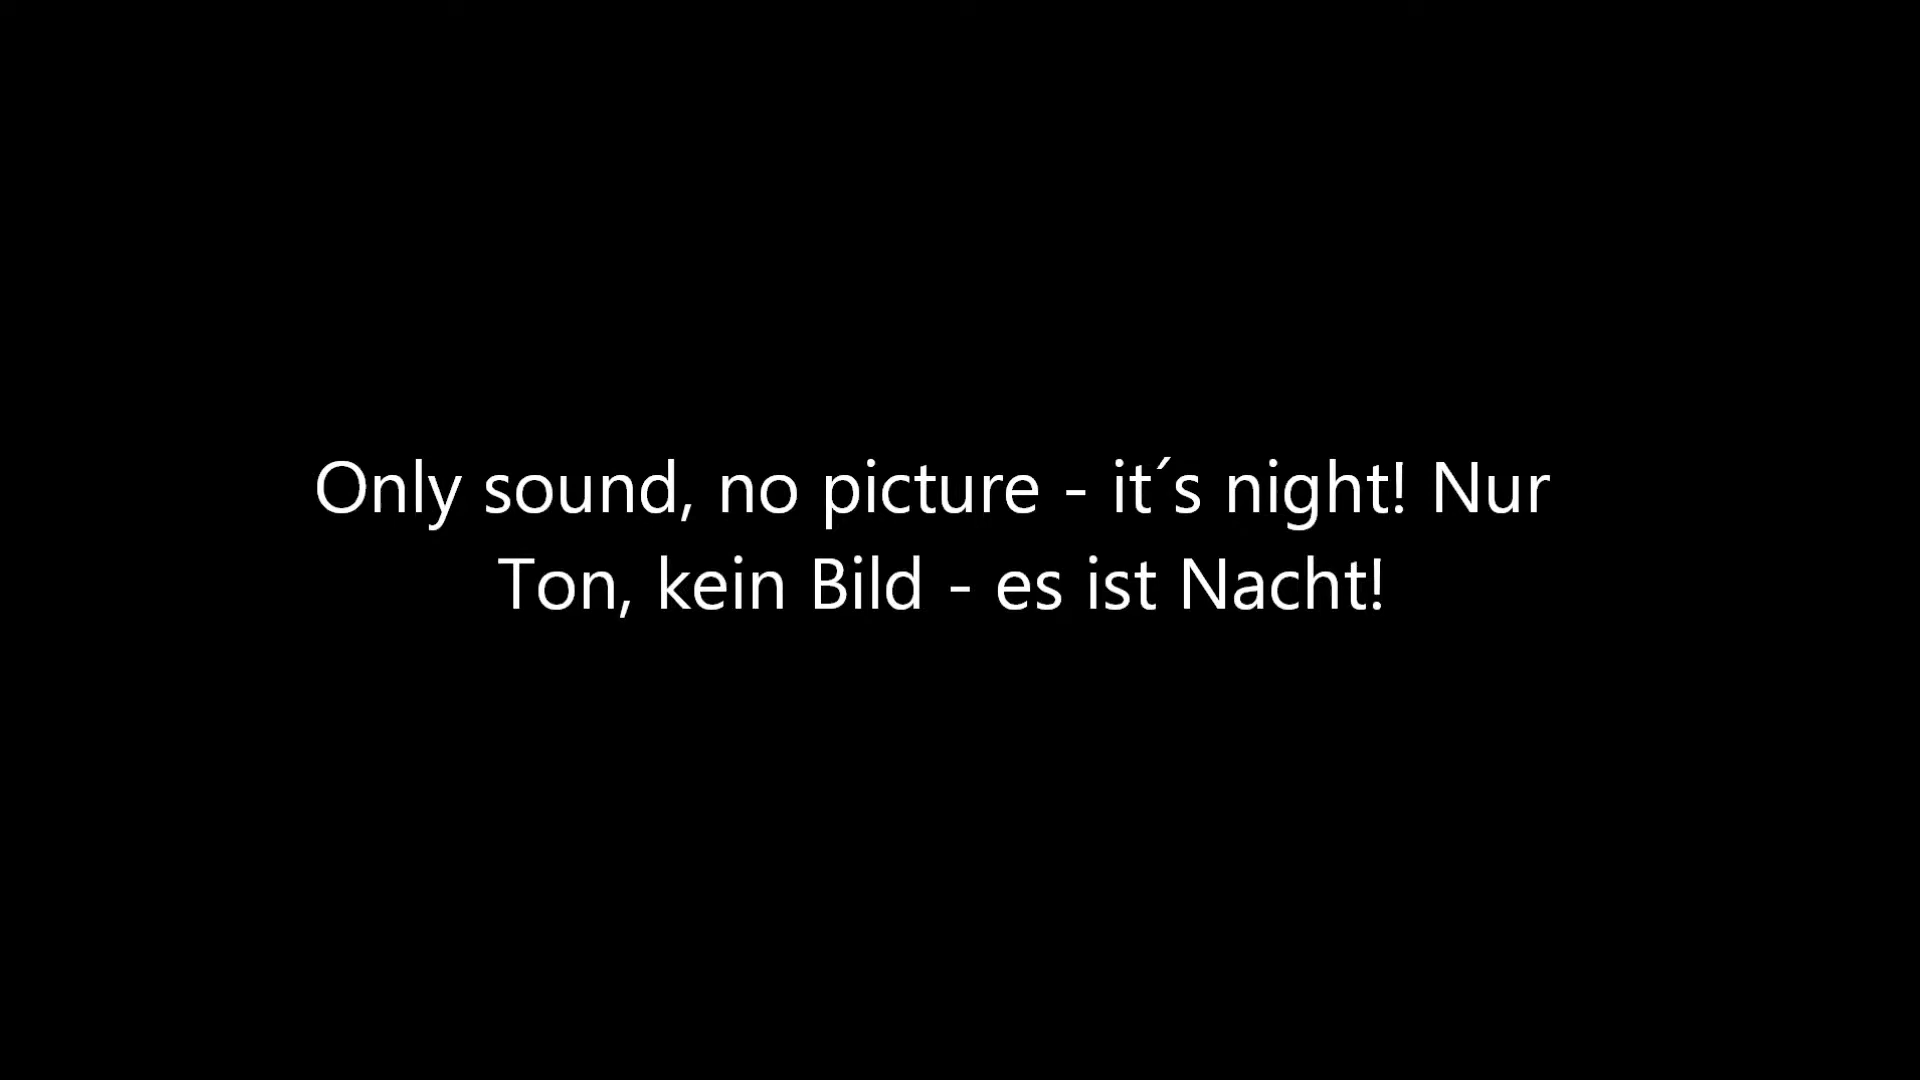 Only sound, no picture - it´s night! Nur
Ton, kein Bild - es ist Nacht!